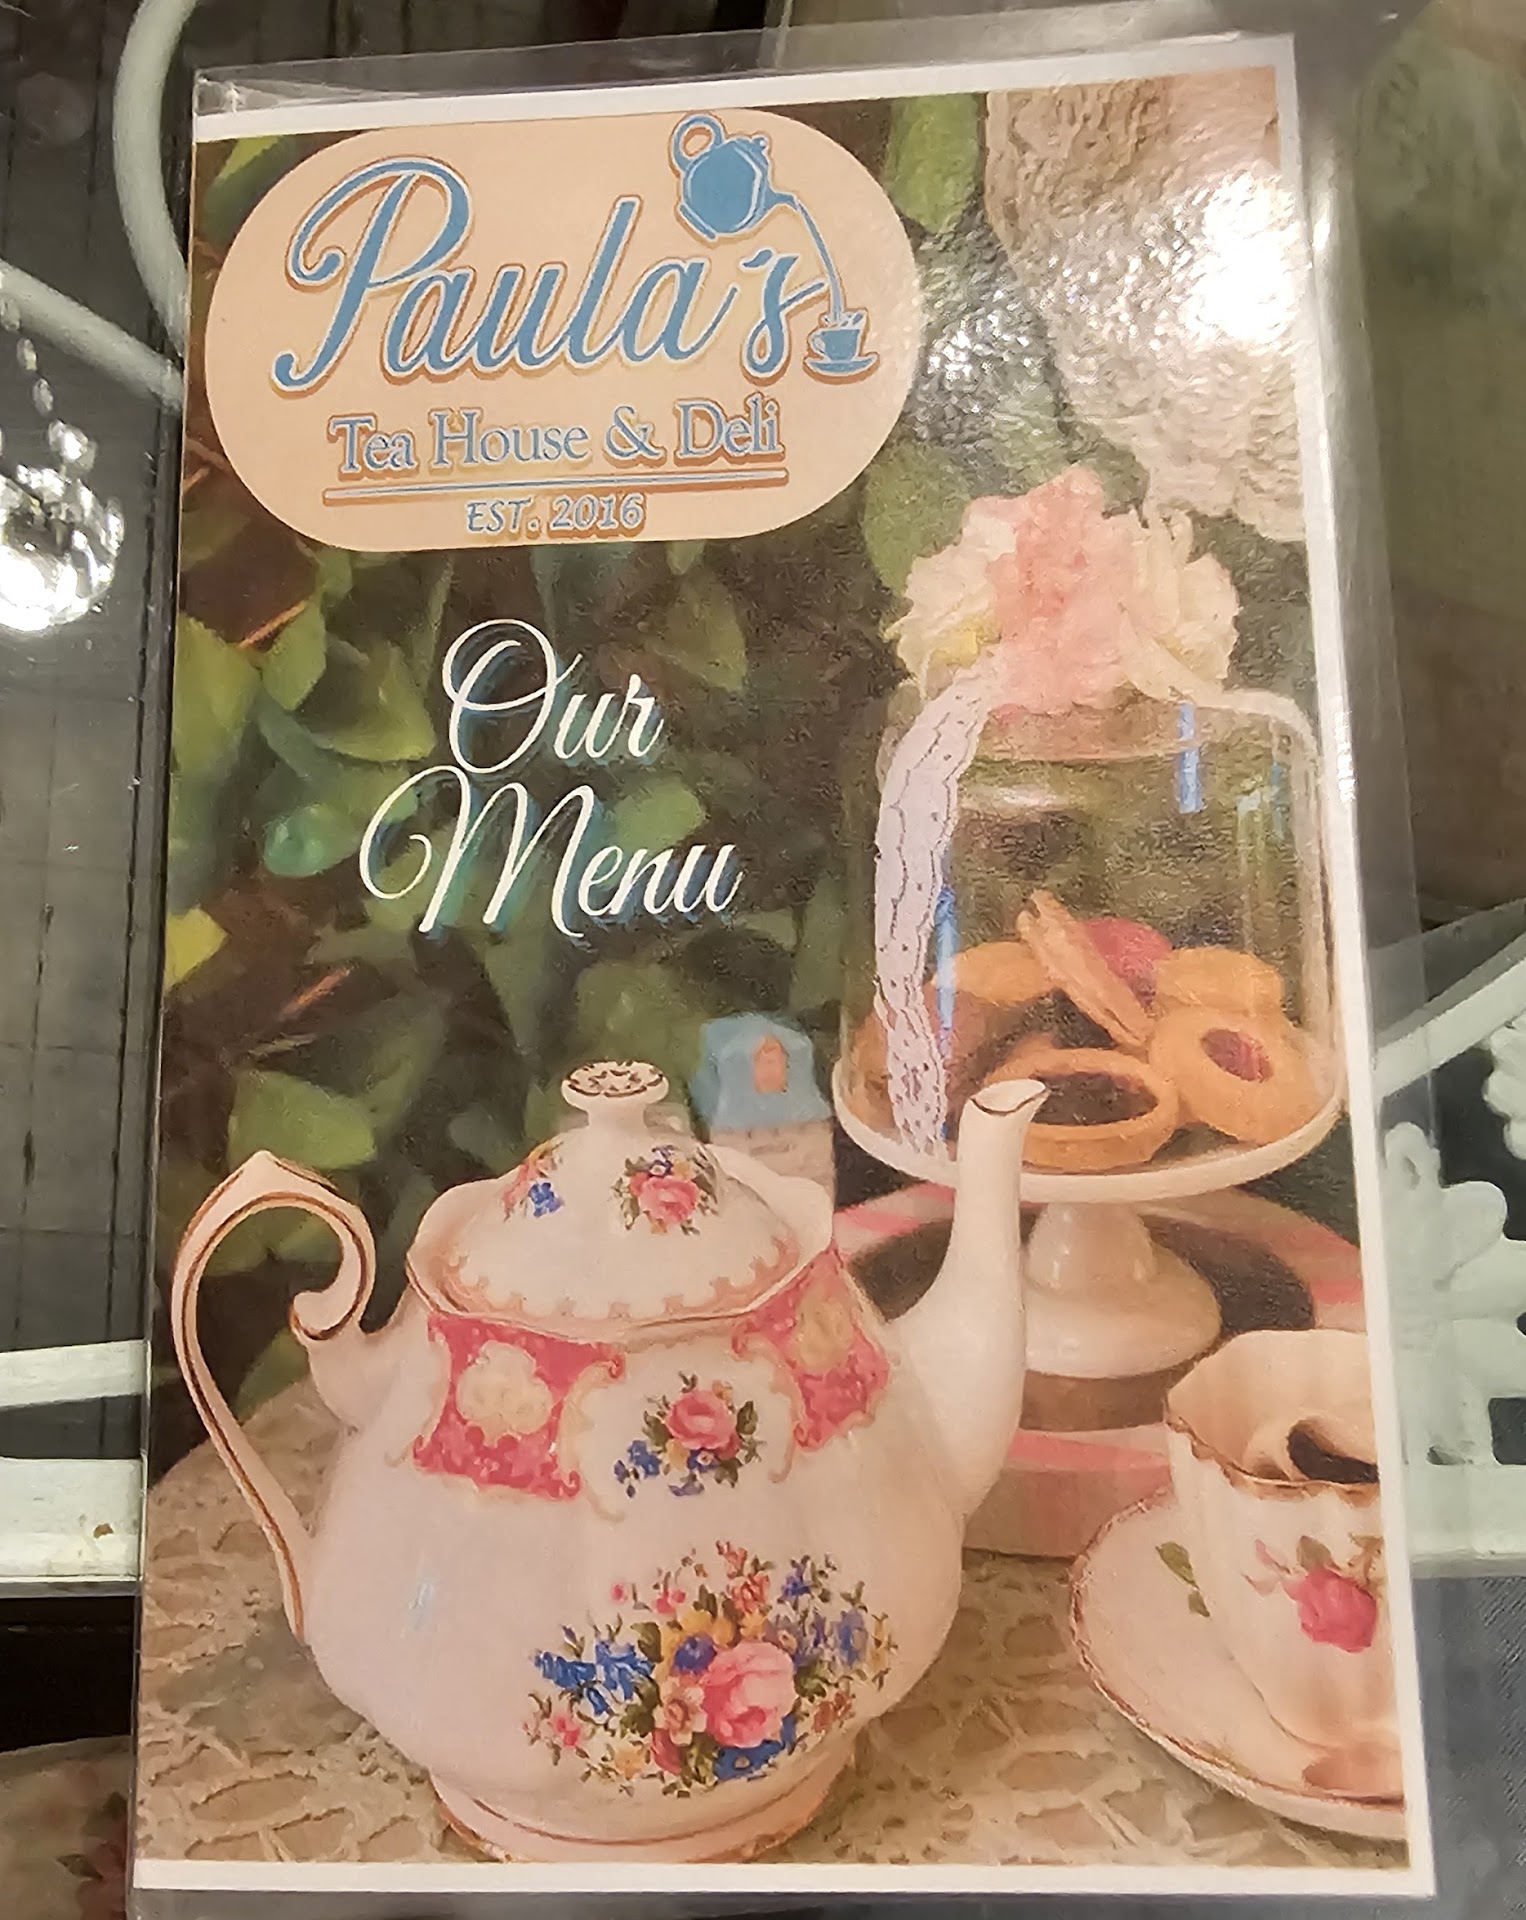 Paula's
Tea House & Deli
EST. 2016
Our
Menu